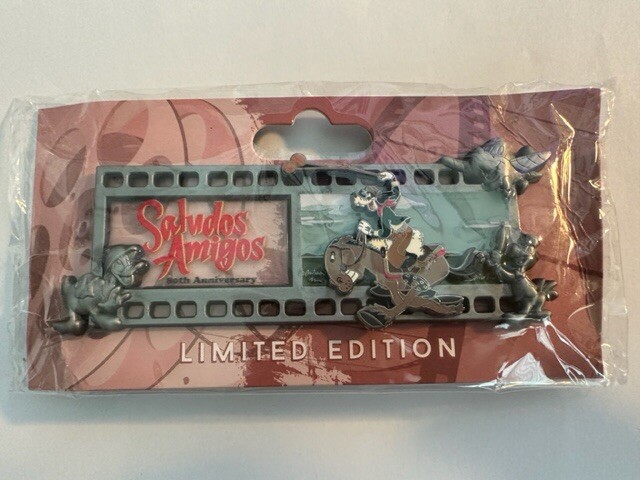 Saludos
Amigos
80th Anniversary
LIMITED EDITION